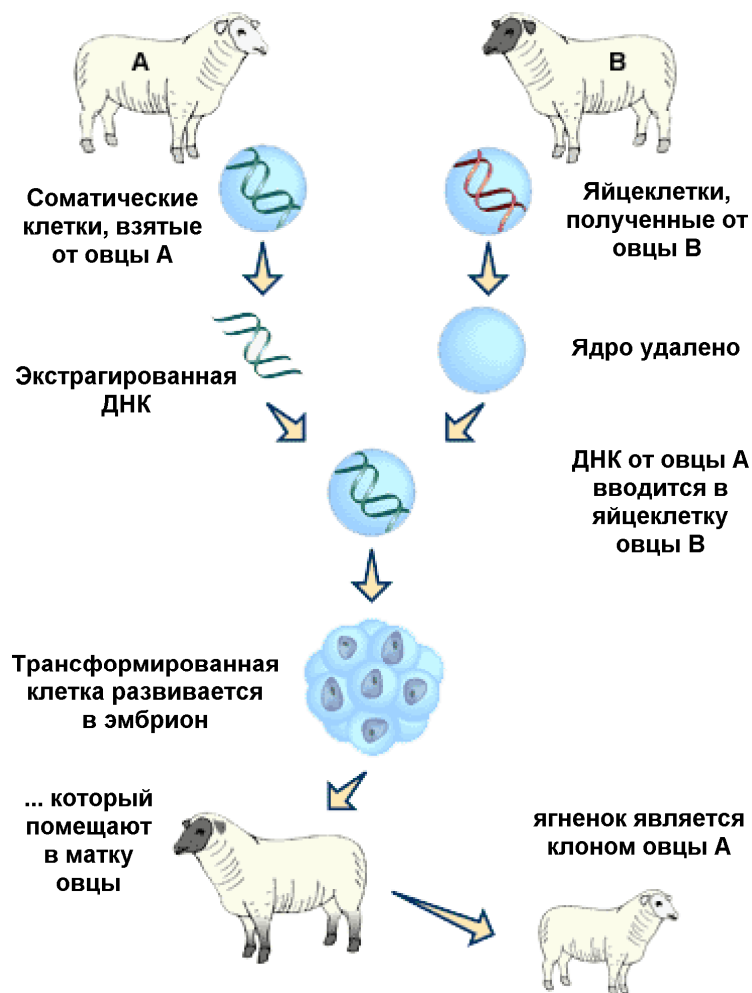 A
B
Соматические
клетки, взятые
от овцы А
Яйцеклетки,
полученные от
овцы В
Экстрагированная
ДНК
Ядро удалено
ДНК от овцы А
вводится в
яйцеклетку
овцы В
Трансформированная
клетка развивается
в эмбрион
... который
помещают
в матку
овцы
ягненок является
клоном овцы А